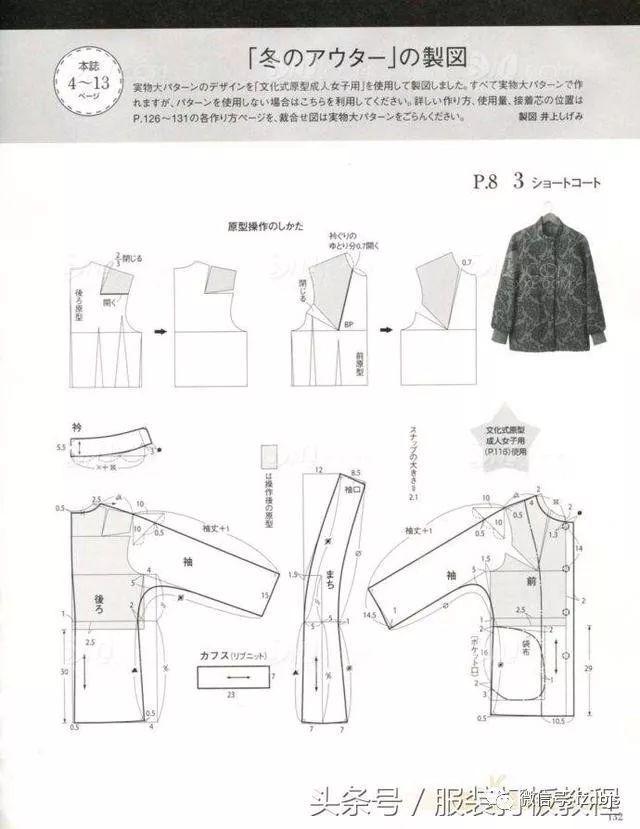 「冬のアウター」の製図
本誌
4～13
ページ
実物大パターンのデザインを「文化式原型成人女子用」を使用して製図しました。すべて実物大パターンで作
れますが、パターンを使用しない場合はこちらを利用してください。詳しい作り方、使用量、接着芯の位置は
P.126～131の各作り方ページを、裁合せ図は実物大パターンをごらんください。
製図 井上しげみ
P.8 3 ショートコート
原型操作のしかた
2/3 閉じる
開く
後ろ原型
衿ぐりの
ゆとり分0.7開く
閉じる
BP
前原型
0.7
衿
5.5
3
は操作後の原型
スナップの大きさ=
2.1
文化式原型
成人女子用
(P.116)使用
0.5
2.5
10
10
0.5
袖丈+1
袖
後ろ
4
5
1
2.5
15
30
0.5
0.5
4
カフス(リブニット)
7
23
12
8.5
袖口
1.5
まち
5
5
1
7
7
袖丈+1
10
10
0.5
2
4
2
1.3
14
14.5
1
袖
前
5
2
2.5
袋布
(ポケット口)
16
2
3
29
0.5
10.5
头条号/服装打板教程
132